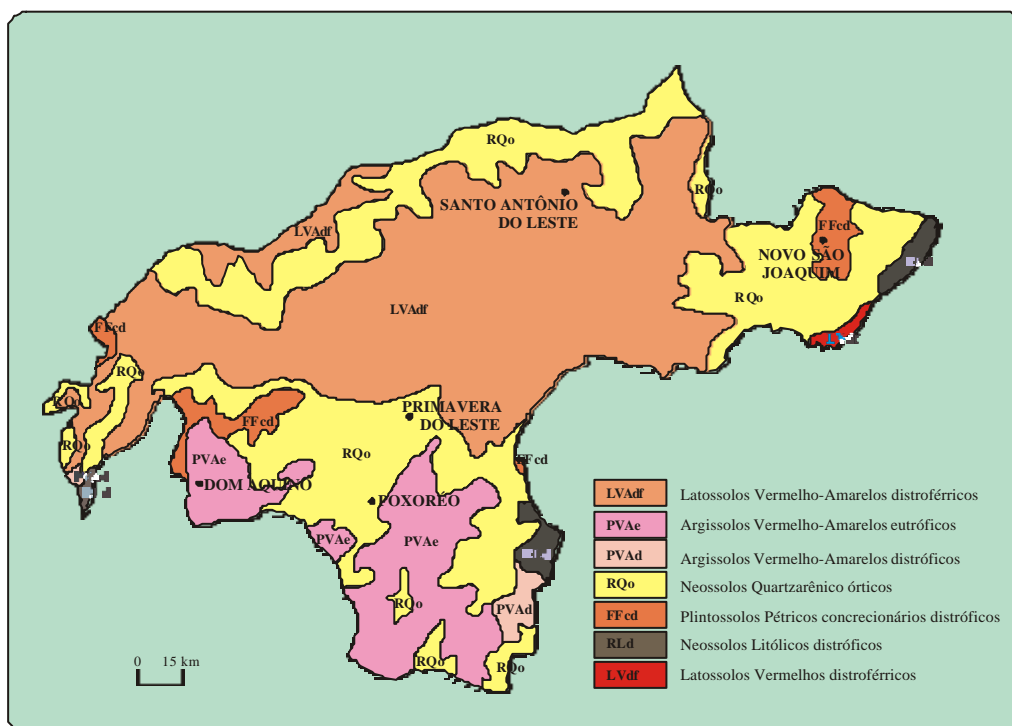 RQo
RQo
SANTO ANTÔNIO
DO LESTE
LVAdf
FFcd
NOVO SÃO
JOAQUIM
RQo
LVAdf
FFcd
RQo
RQo
PRIMAVERA
DO LESTE
FFcd
RQo
RQo
PVAe
FFcd
DOM AQUINO
POXORÉO
PVAe
PVAe
RQo
PVAd
RQo
RQo
0 15 km
LVAdf Latossolos Vermelho-Amarelos distroférricos
PVAe Argissolos Vermelho-Amarelos eutróficos
PVAd Argissolos Vermelho-Amarelos distróficos
RQo Neossolos Quartzarênico órticos
FFcd Plintossolos Pétricos concrecionários distróficos
RLd Neossolos Litólicos distróficos
LVdf Latossolos Vermelhos distroférricos